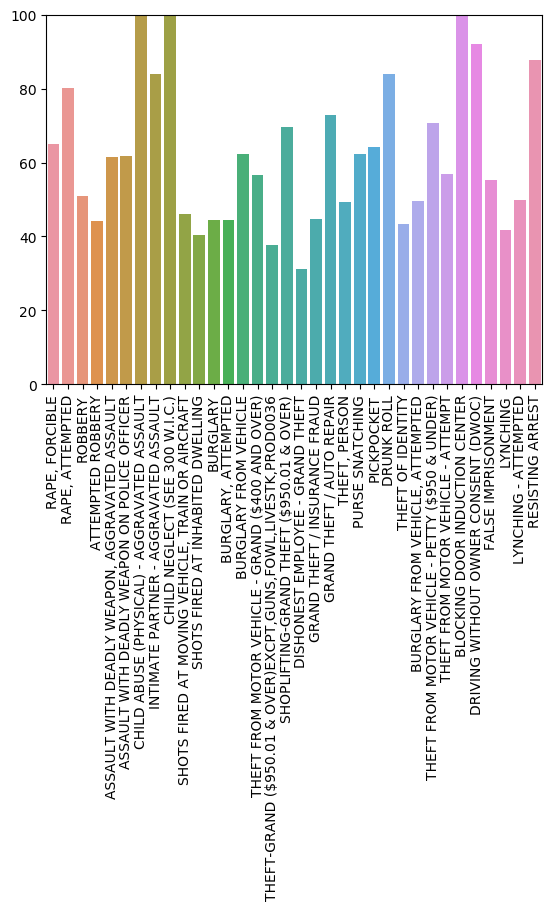 100
80
60
40
20
0
RAPE, FORCIBLE
RAPE, ATTEMPTED
ROBBERY
ATTEMPTED ROBBERY
ASSAULT WITH DEADLY WEAPON, AGGRAVATED ASSAULT
ASSAULT WITH DEADLY WEAPON ON POLICE OFFICER
CHILD ABUSE (PHYSICAL) - AGGRAVATED ASSAULT
INTIMATE PARTNER - AGGRAVATED ASSAULT
CHILD NEGLECT (SEE 300 W.I.C.)
SHOTS FIRED AT MOVING VEHICLE, TRAIN OR AIRCRAFT
SHOTS FIRED AT INHABITED DWELLING
BURGLARY
BURGLARY, ATTEMPTED
BURGLARY FROM VEHICLE
THEFT FROM MOTOR VEHICLE - GRAND ($400 AND OVER)
THEFT-GRAND ($950.01 & OVER)EXCPT,GUNS,FOWL,LIVESTK,PROD0036
SHOPLIFTING-GRAND THEFT ($950.01 & OVER)
DISHONEST EMPLOYEE - GRAND THEFT
GRAND THEFT / INSURANCE FRAUD
GRAND THEFT / AUTO REPAIR
THEFT, PERSON
PURSE SNATCHING
PICKPOCKET
DRUNK ROLL
THEFT OF IDENTITY
BURGLARY FROM VEHICLE, ATTEMPTED
THEFT FROM MOTOR VEHICLE - PETTY ($950 & UNDER)
THEFT FROM MOTOR VEHICLE - ATTEMPT
BLOCKING DOOR INDUCTION CENTER
DRIVING WITHOUT OWNER CONSENT (DWOC)
FALSE IMPRISONMENT
LYNCHING
LYNCHING - ATTEMPTED
RESISTING ARREST